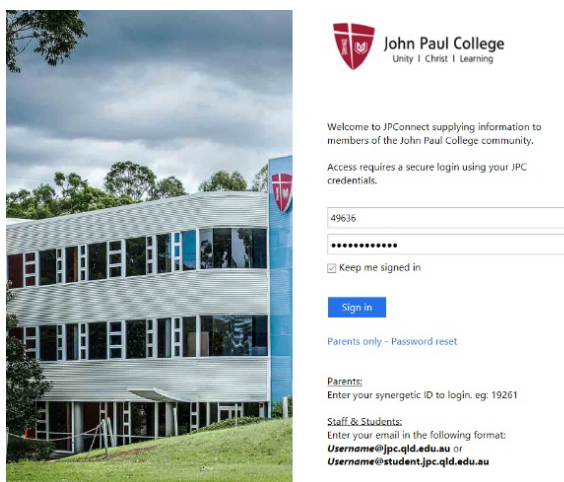 John Paul College
Unity I Christ I Learning
Welcome to JPConnect supplying information to
members of the John Paul College community.
Access requires a secure login using your JPC
credentials.
49636
••••••••••••
Keep me signed in
Sign in
Parents only - Password reset
Parents:
Enter your synergetic ID to login. eg: 19261
Staff & Students:
Enter your email in the following format:
Username@jpc.qld.edu.au or
Username@student.jpc.qld.edu.au